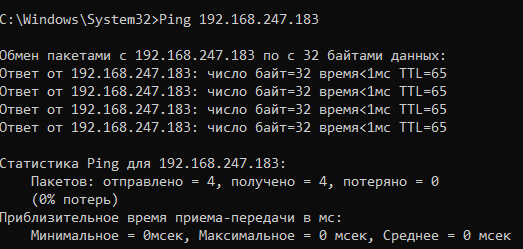 C:\Windows\System32>Ping 192.168.247.183
Обмен пакетами с 192.168.247.183 по с 32 байтами данных:
Ответ от 192.168.247.183: число байт=32 время<1мс TTL=65
Ответ от 192.168.247.183: число байт=32 время<1мс TTL=65
Ответ от 192.168.247.183: число байт=32 время<1мс TTL=65
Ответ от 192.168.247.183: число байт=32 время<1мс TTL=65
Статистика Ping для 192.168.247.183:
Пакетов: отправлено = 4, получено = 4, потеряно = 0
(0% потерь)
Приблизительное время приема-передачи в мс:
Минимальное = 0мсек, Максимальное = 0 мсек, Среднее = 0 мсек